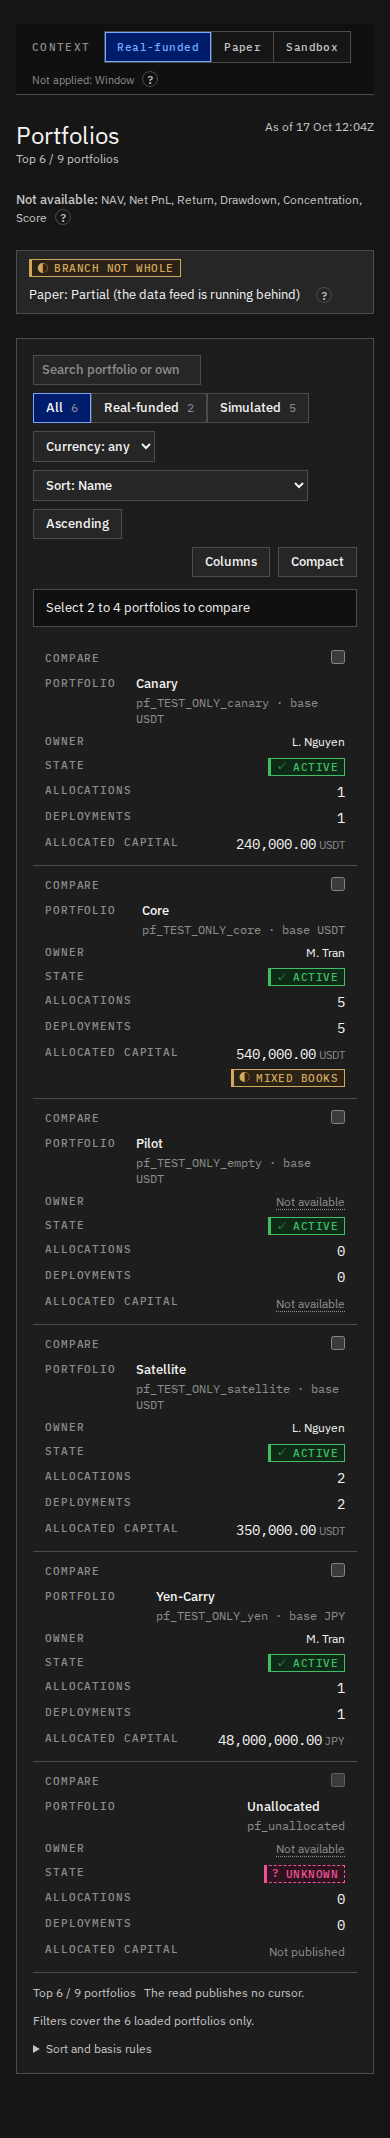 CONTEXT Real-funded Paper Sandbox
Not applied: Window ?
Portfolios
As of 17 Oct 12:04Z
Top 6 / 9 portfolios
Not available: NAV, Net PnL, Return, Drawdown, Concentration,
Score ?
BRANCH NOT WHOLE
Paper: Partial (the data feed is running behind) ?
Search portfolio or own
All 6 Real-funded 2 Simulated 5
Currency: any
Sort: Name
Ascending
Columns Compact
Select 2 to 4 portfolios to compare
COMPARE
PORTFOLIO Canary
pf_TEST_ONLY_canary · base
USDT
OWNER L. Nguyen
STATE ✓ ACTIVE
ALLOCATIONS 1
DEPLOYMENTS 1
ALLOCATED CAPITAL 240,000.00 USDT
COMPARE
PORTFOLIO Core
pf_TEST_ONLY_core · base USDT
OWNER M. Tran
STATE ✓ ACTIVE
ALLOCATIONS 5
DEPLOYMENTS 5
ALLOCATED CAPITAL 540,000.00 USDT
MIXED BOOKS
COMPARE
PORTFOLIO Pilot
pf_TEST_ONLY_empty · base
USDT
OWNER Not available
STATE ✓ ACTIVE
ALLOCATIONS 0
DEPLOYMENTS 0
ALLOCATED CAPITAL Not available
COMPARE
PORTFOLIO Satellite
pf_TEST_ONLY_satellite · base
USDT
OWNER L. Nguyen
STATE ✓ ACTIVE
ALLOCATIONS 2
DEPLOYMENTS 2
ALLOCATED CAPITAL 350,000.00 USDT
COMPARE
PORTFOLIO Yen-Carry
pf_TEST_ONLY_yen · base JPY
OWNER M. Tran
STATE ✓ ACTIVE
ALLOCATIONS 1
DEPLOYMENTS 1
ALLOCATED CAPITAL 48,000,000.00 JPY
COMPARE
PORTFOLIO Unallocated
pf_unallocated
OWNER Not available
STATE ? UNKNOWN
ALLOCATIONS 0
DEPLOYMENTS 0
ALLOCATED CAPITAL Not published
Top 6 / 9 portfolios The read publishes no cursor.
Filters cover the 6 loaded portfolios only.
Sort and basis rules